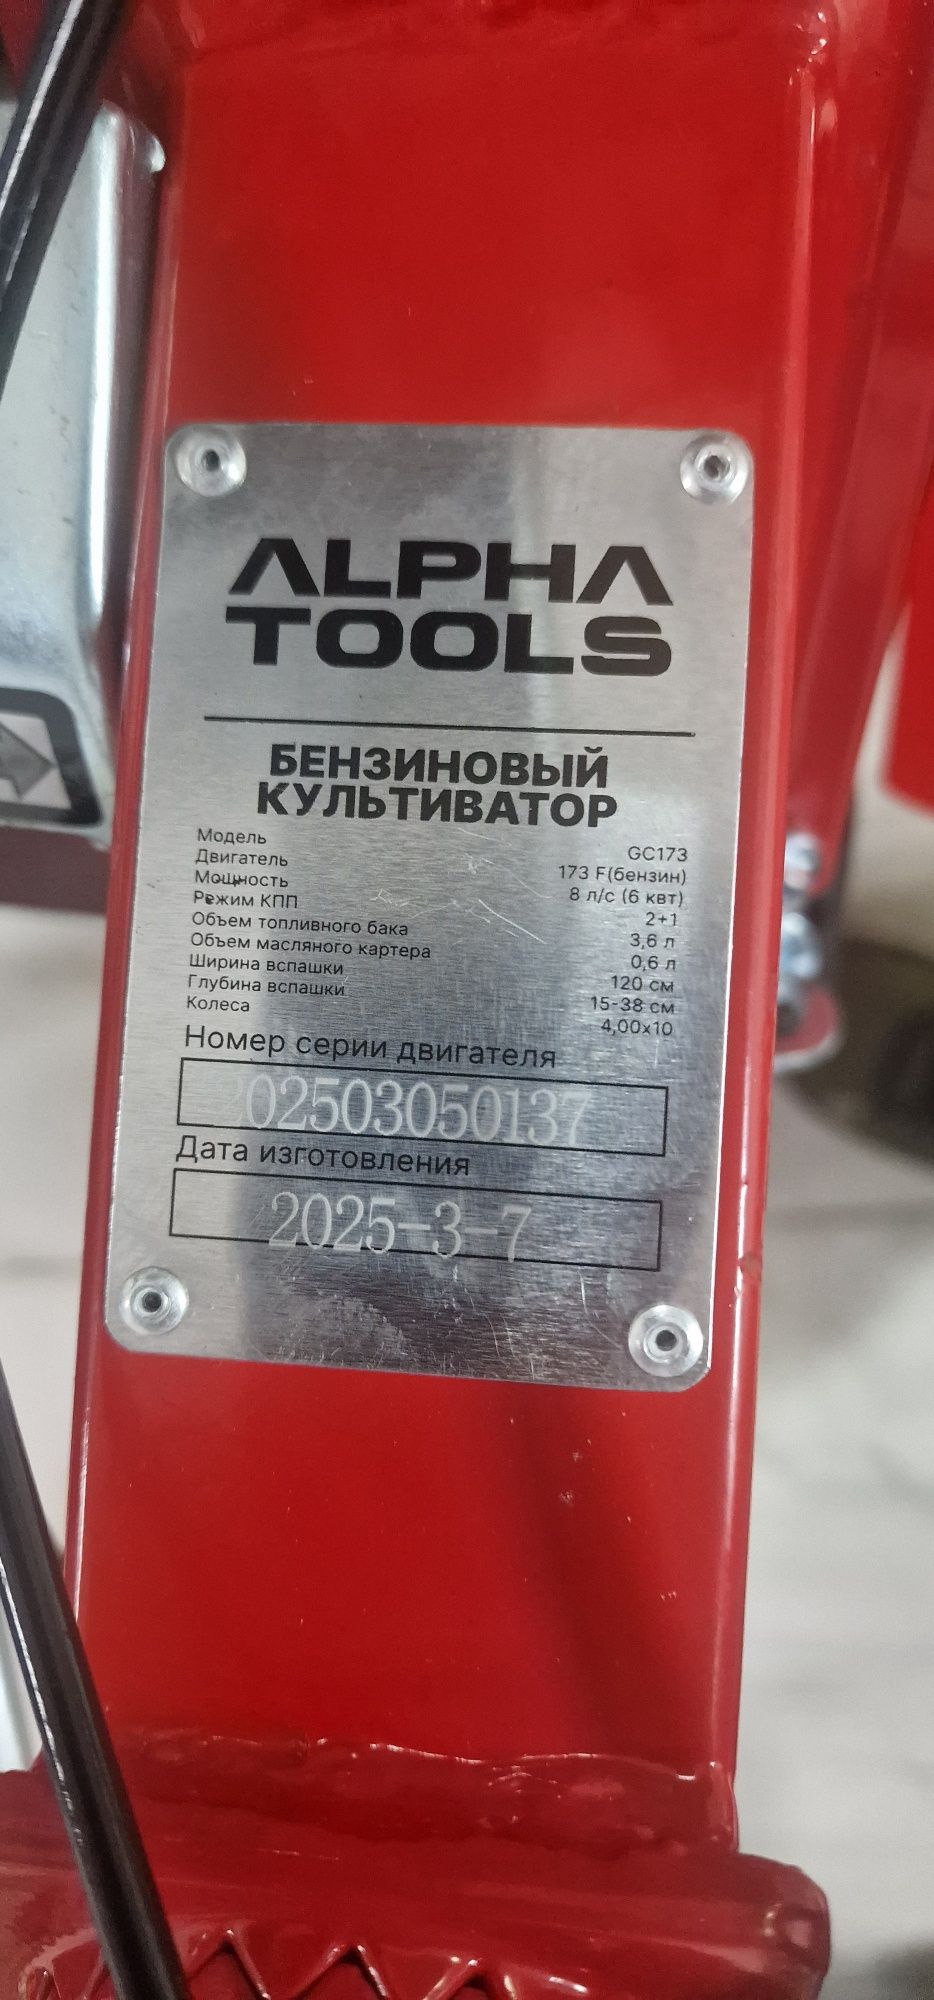 ALPHA
TOOLS
БЕНЗИНОВЫЙ
КУЛЬТИВАТОР
Модель GC173
Двигатель 173 F(бензин)
Мощность 8 л/с (6 квт)
Режим КПП 2+1
Объем топливного бака 3,6 л
Объем масляного картера 0,6 л
Ширина вспашки 120 см
Глубина вспашки 15-38 см
Колеса 4,00х10
Номер серии двигателя
202503050137
Дата изготовления
2025-3-7